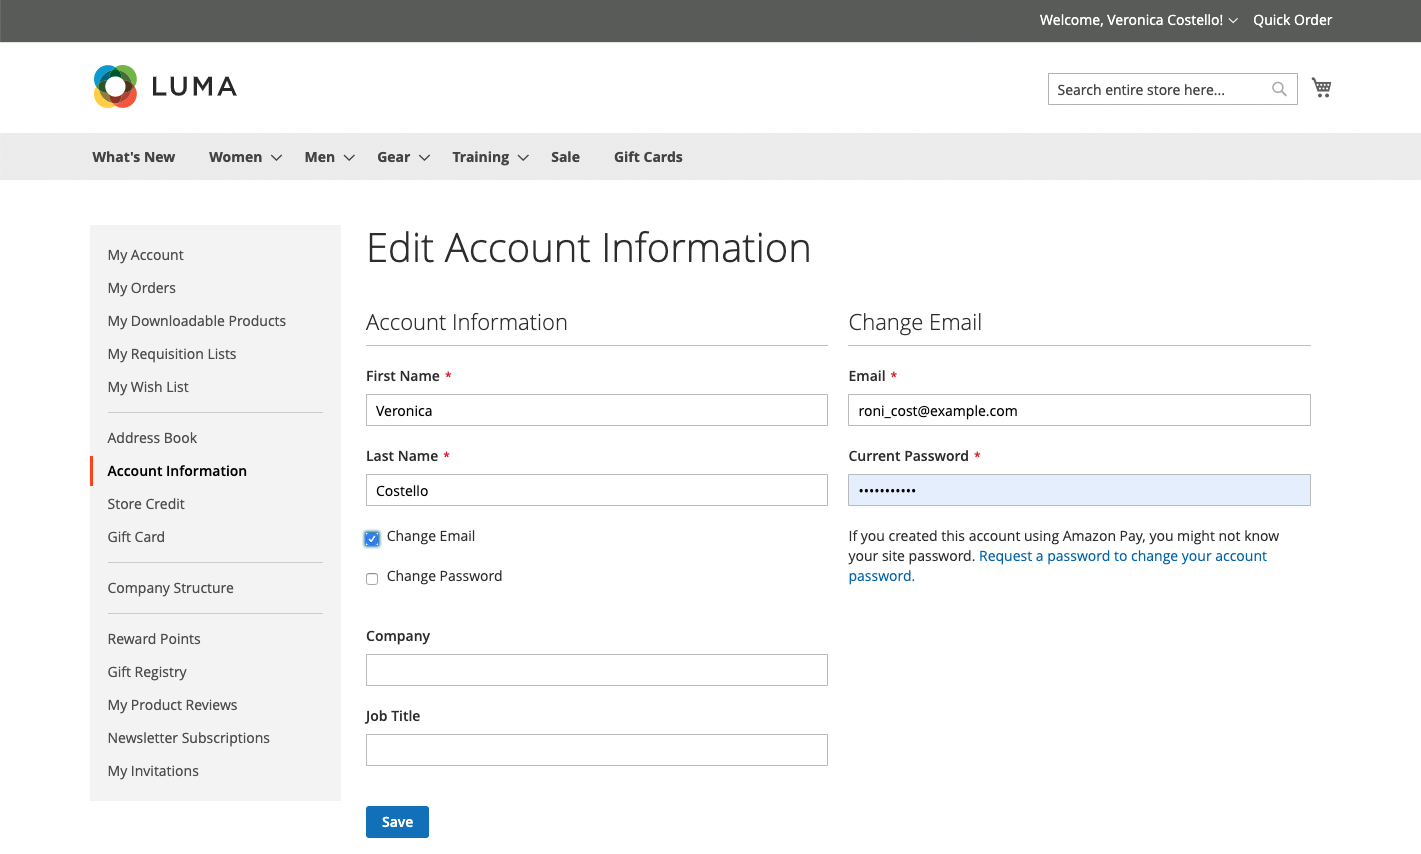 Welcome, Veronica Costello! Quick Order
LUMA
Search entire store here...
What's New Women Men Gear Training Sale Gift Cards
My Account
My Orders
My Downloadable Products
My Requisition Lists
My Wish List
Address Book
Account Information
Store Credit
Gift Card
Company Structure
Reward Points
Gift Registry
My Product Reviews
Newsletter Subscriptions
My Invitations
Edit Account Information
Account Information
First Name *
Veronica
Last Name *
Costello
Change Email
Change Password
Company
Job Title
Save
Change Email
Email *
roni_cost@example.com
Current Password *
•••••••••••
If you created this account using Amazon Pay, you might not know
your site password. Request a password to change your account
password.